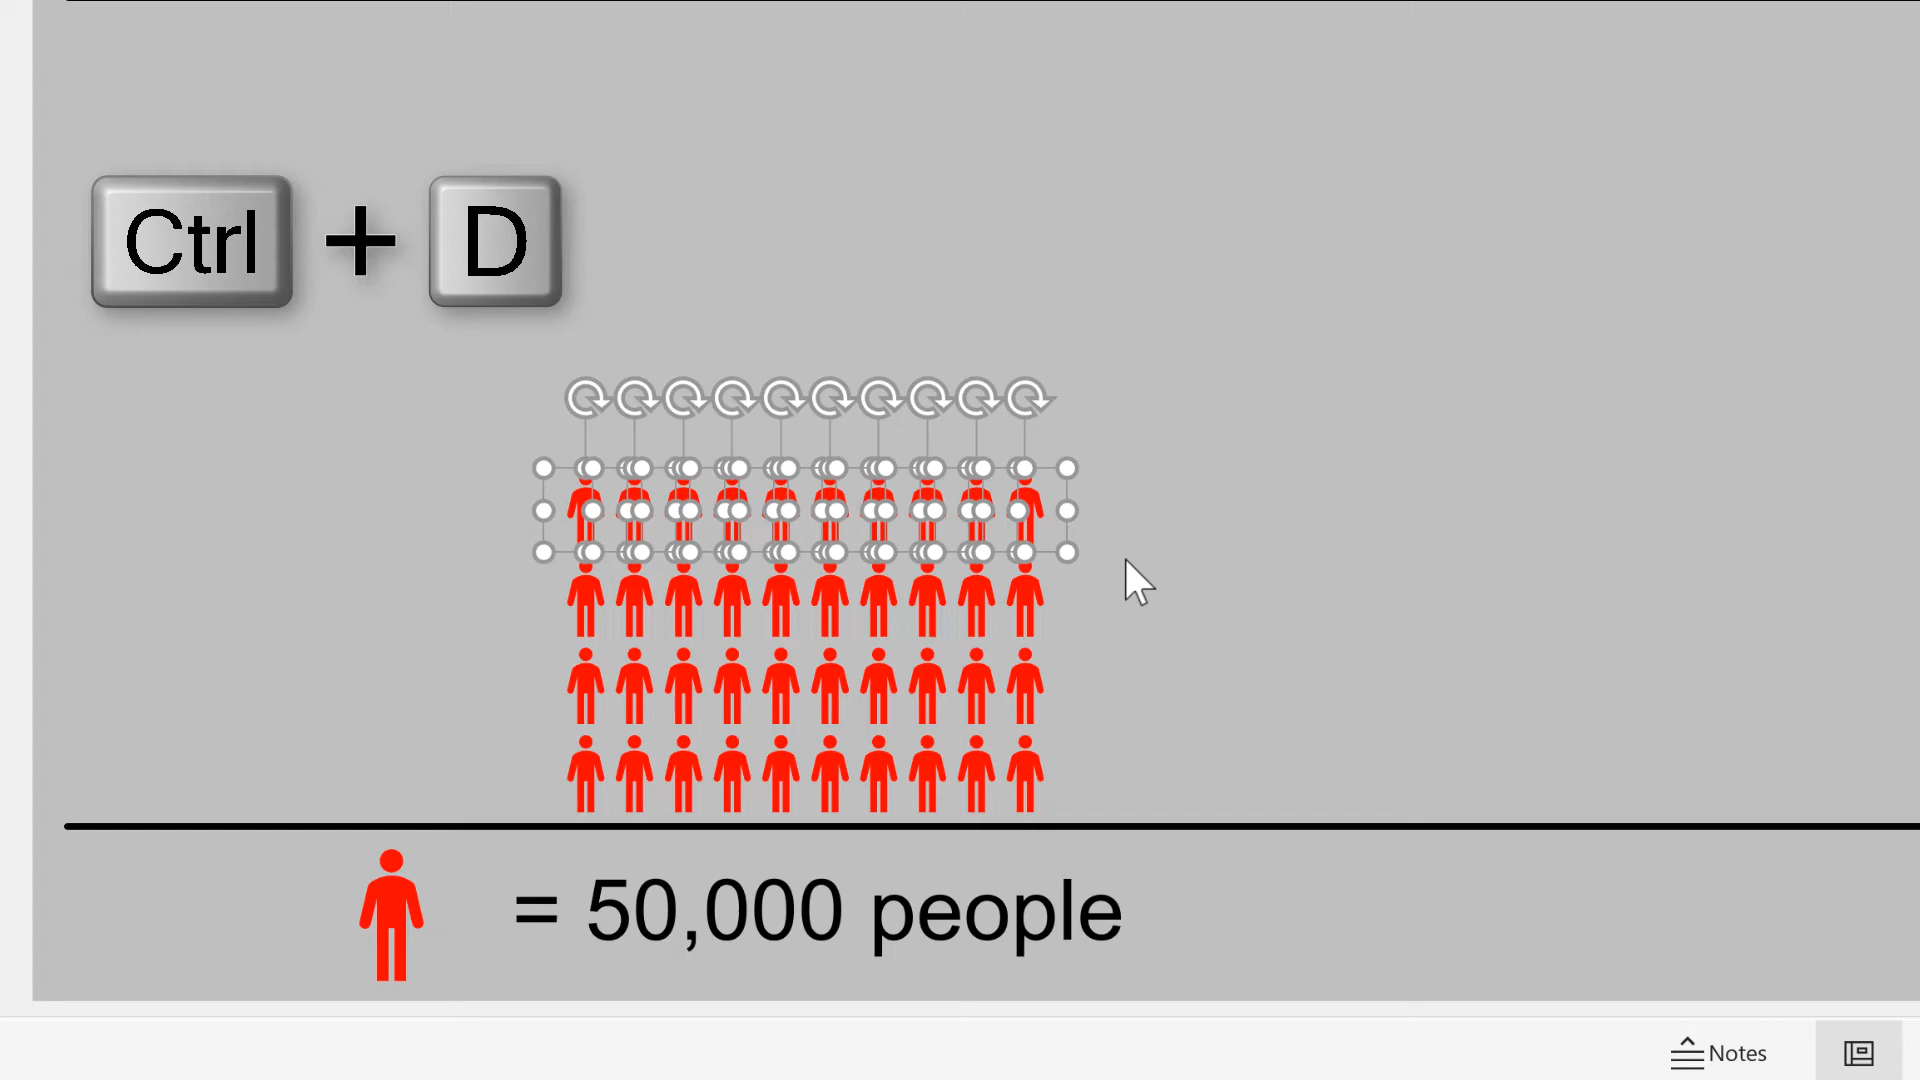 Ctrl + D
= 50,000 people
Notes